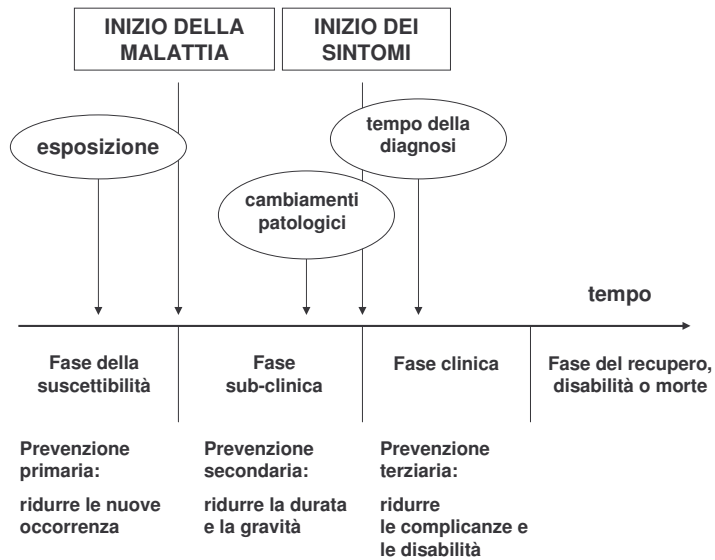 INIZIO DELLA
MALATTIA
INIZIO DEI
SINTOMI
esposizione
tempo della
diagnosi
cambiamenti
patologici
tempo
Fase della
suscettibilità
Fase
sub-clinica
Fase clinica
Fase del recupero,
disabilità o morte
Prevenzione
primaria:
ridurre le nuove
occorrenza
Prevenzione
secondaria:
ridurre la durata
e la gravità
Prevenzione
terziaria:
ridurre
le complicanze e
le disabilità